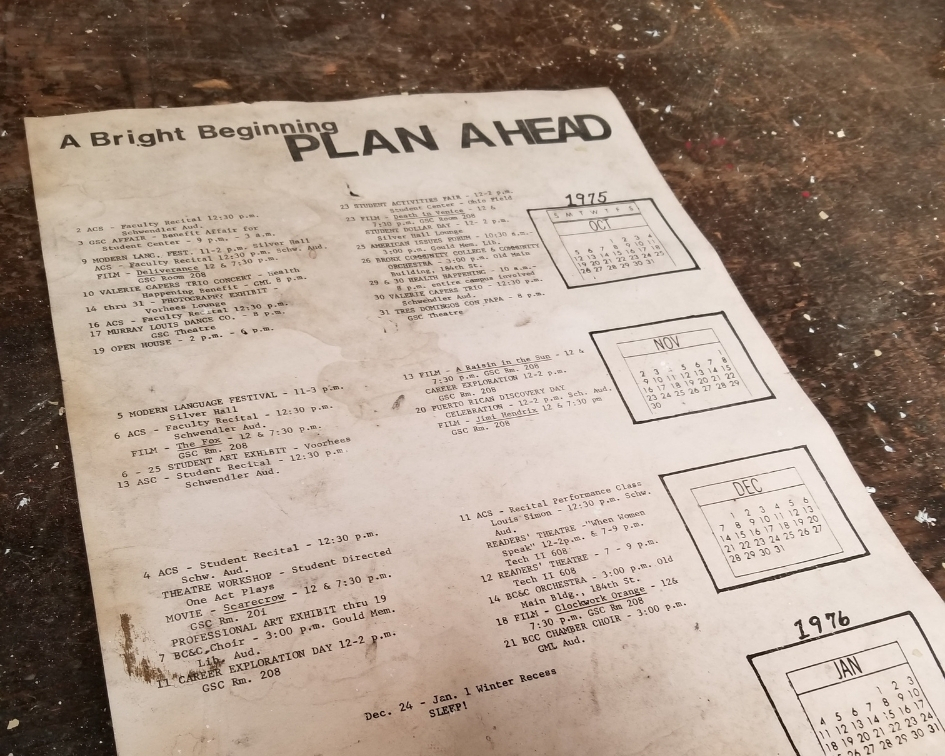 A Bright Beginning
PLAN AHEAD
2 ACS - Faculty Recital 12:30 p.m.
Schwendler Aud.
3 GSC AFFAIR - Benefit Affair for
Student Center - 9 p.m. - 3 a.m.
9 MODERN LANG. FEST. 11-2 p.m. Silver Hall
ACS - Faculty Recital 12:30 p.m. Schw. Aud.
FILM - Deliverance 12 & 7:30 p.m.
GSC Room 208
10 VALERIE CAPERS TRIO CONCERT - Health
Happening Benefit - GML 8 p.m.
14 thru 31 - PHOTOGRAPHY EXHIBIT -
Vorhees Lounge
16 ACS - Faculty Recital 12:30 p.m.
17 MURRAY LOUIS DANCE CO. - 8 p.m.
GSC Theatre
19 OPEN HOUSE - 2 p.m. - 6 p.m.
23 STUDENT ACTIVITIES FAIR - 12-2 p.m.
Student Center - Ohio Field
23 FILM - Death in Venice - 12 &
7:30 p.m. GSC Room 208
STUDENT DOLLAR DAY - 12- 2 p.m.
Silver Hall Lounge
25 AMERICAN ISSUES FORUM - 10:30 a.m.-
3:00 p.m. Gould Mem. Lib.
26 BRONX COMMUNITY COLLEGE & COMMUNITY
ORCHESTRA - 3:00 p.m. Old Main
Building, 184th St.
29 & 30 HEALTH HAPPENING - 10 a.m.-
8 p.m. entire campus involved
30 VALERIE CAPERS TRIO - 12:30 p.m.
Schwendler Aud.
31 TRES DOMINGOS CON PAPA - 8 p.m.
GSC Theatre
1975
S M T W T F S
OCT
1 2 3 4
5 6 7 8 9 10 11
12 13 14 15 16 17 18
19 20 21 22 23 24 25
26 27 28 29 30 31
5 MODERN LANGUAGE FESTIVAL - 11-3 p.m.
Silver Hall
6 ACS - Faculty Recital - 12:30 p.m.
Schwendler Aud.
FILM - The Fox - 12 & 7:30 p.m.
GSC Rm. 208
6 - 25 STUDENT ART EXHIBIT - Voorhees
13 ASC - Student Recital - 12:30 p.m.
Schwendler Aud.
13 FILM - A Raisin in the Sun - 12 &
7:30 p.m. GSC Rm. 208
CAREER EXPLORATION 12-2 p.m.
GSC Rm. 208
20 PUERTO RICAN DISCOVERY DAY
CELEBRATION - 12-2 p.m. Sch. Aud.
FILM - Jimi Hendrix 12 & 7:30 pm
GSC Rm. 208
NOV
1
2 3 4 5 6 7 8
9 10 11 12 13 14 15
16 17 18 19 20 21 22
23 24 25 26 27 28 29
30
4 ACS - Student Recital - 12:30 p.m.
Schw. Aud.
THEATRE WORKSHOP - Student Directed
One Act Plays
MOVIE - Scarecrow - 12 & 7:30 p.m.
GSC Rm. 201
PROFESSIONAL ART EXHIBIT thru 19
7 BC&C Choir - 3:00 p.m. Gould Mem.
Lib. Aud.
11 CAREER EXPLORATION DAY 12-2 p.m.
GSC Rm. 208
11 ACS - Recital Performance Class
Louis Simon - 12:30 p.m. Schw.
Aud.
READERS' THEATRE -"When Women
Speak" 12-2p.m. & 7-9 p.m.
Tech II 608
12 READERS' THEATRE - 7 - 9 p.m.
Tech II 608
14 BC&C ORCHESTRA - 3:00 p.m. Old
Main Bldg., 184th St.
18 FILM - Clockwork Orange - 12&
7:30 p.m. GSC Rm 208
21 BCC CHAMBER CHOIR - 3:00 p.m.
GML Aud.
DEC
1 2 3 4 5 6
7 8 9 10 11 12 13
14 15 16 17 18 19 20
21 22 23 24 25 26 27
28 29 30 31
Dec. 24 - Jan. 1 Winter Recess
SLEEP!
1976
JAN
1 2 3
4 5 6 7 8 9 10
11 12 13 14 15 16 17
18 19 20 21 22 23 24
28 29 30 31